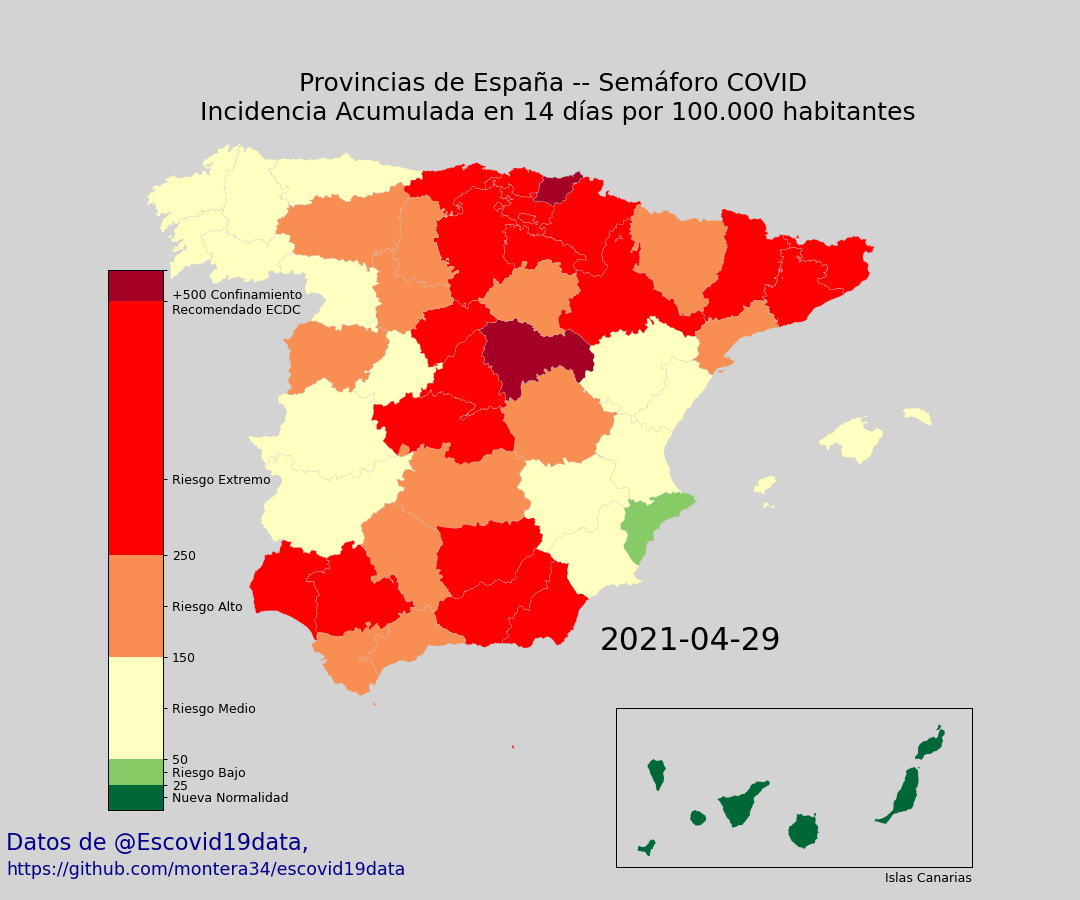 Provincias de España -- Semáforo COVID
Incidencia Acumulada en 14 días por 100.000 habitantes
+500 Confinamiento
Recomendado ECDC
Riesgo Extremo
250
Riesgo Alto
150
Riesgo Medio
50
Riesgo Bajo
25
Nueva Normalidad
2021-04-29
Islas Canarias
Datos de @Escovid19data,
https://github.com/montera34/escovid19data